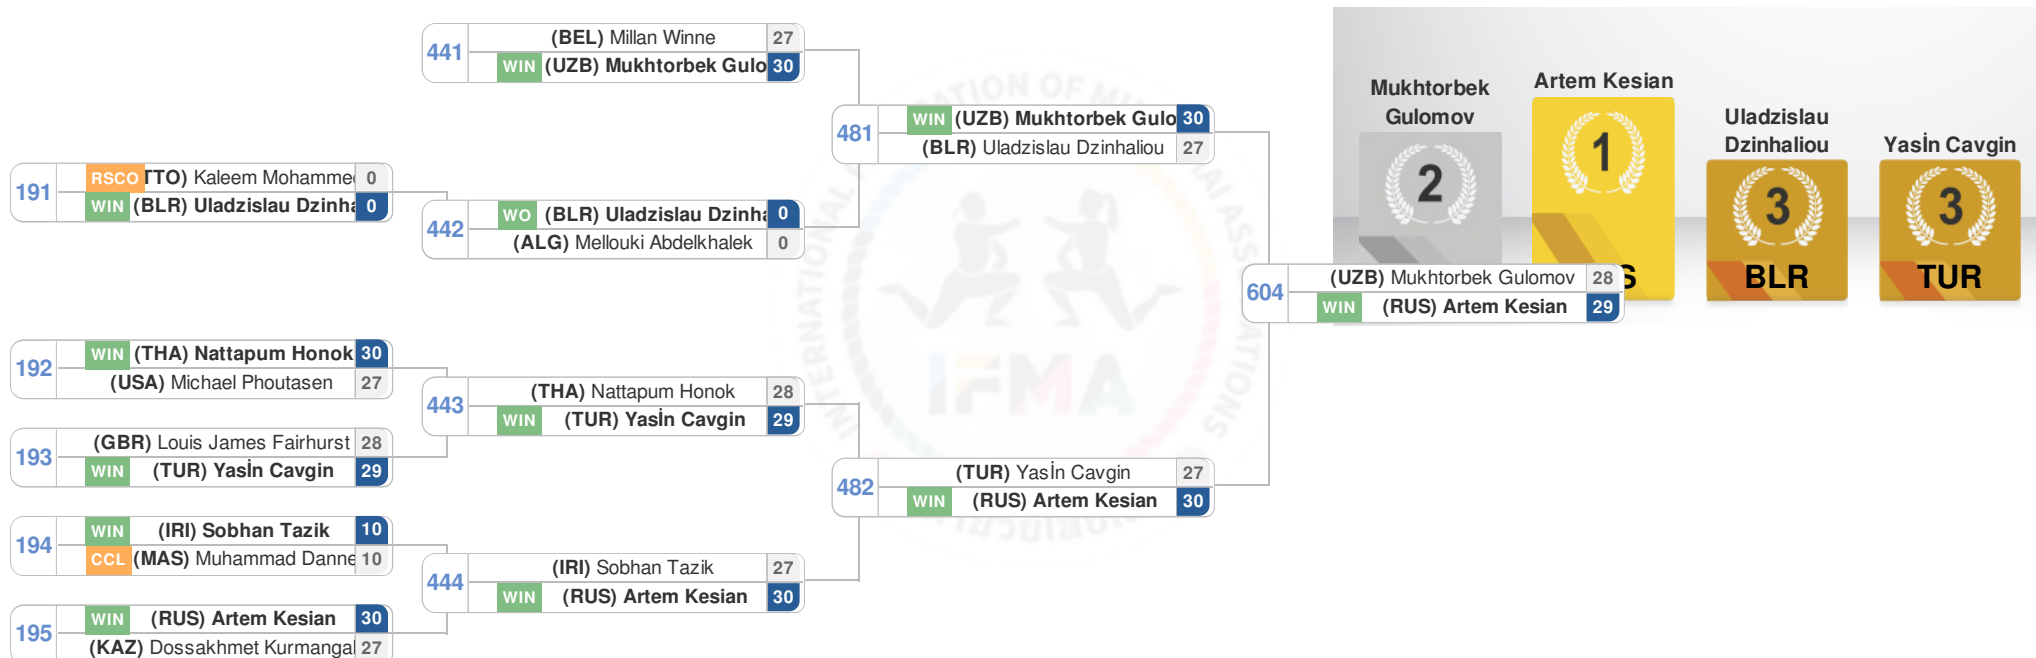 441
(BEL) Millan Winne 27
WIN (UZB) Mukhtorbek Gulo 30
191
RSCO TTO) Kaleem Mohamme 0
WIN (BLR) Uladzislau Dzinha 0
442
WO (BLR) Uladzislau Dzinha 0
(ALG) Mellouki Abdelkhalek 0
481
WIN (UZB) Mukhtorbek Gulo 30
(BLR) Uladzislau Dzinhaliou 27
192
WIN (THA) Nattapum Honok 30
(USA) Michael Phoutasen 27
193
(GBR) Louis James Fairhurst 28
WIN (TUR) Yasİn Cavgin 29
443
(THA) Nattapum Honok 28
WIN (TUR) Yasİn Cavgin 29
194
WIN (IRI) Sobhan Tazik 10
CCL (MAS) Muhammad Danne 10
195
WIN (RUS) Artem Kesian 30
(KAZ) Dossakhmet Kurmangal 27
444
(IRI) Sobhan Tazik 27
WIN (RUS) Artem Kesian 30
482
(TUR) Yasİn Cavgin 27
WIN (RUS) Artem Kesian 30
604
(UZB) Mukhtorbek Gulomov 28
WIN (RUS) Artem Kesian 29
Mukhtorbek
Gulomov
2
Artem Kesian
1
S
Uladzislau
Dzinhaliou
3
BLR
Yasİn Cavgin
3
TUR
IFMA